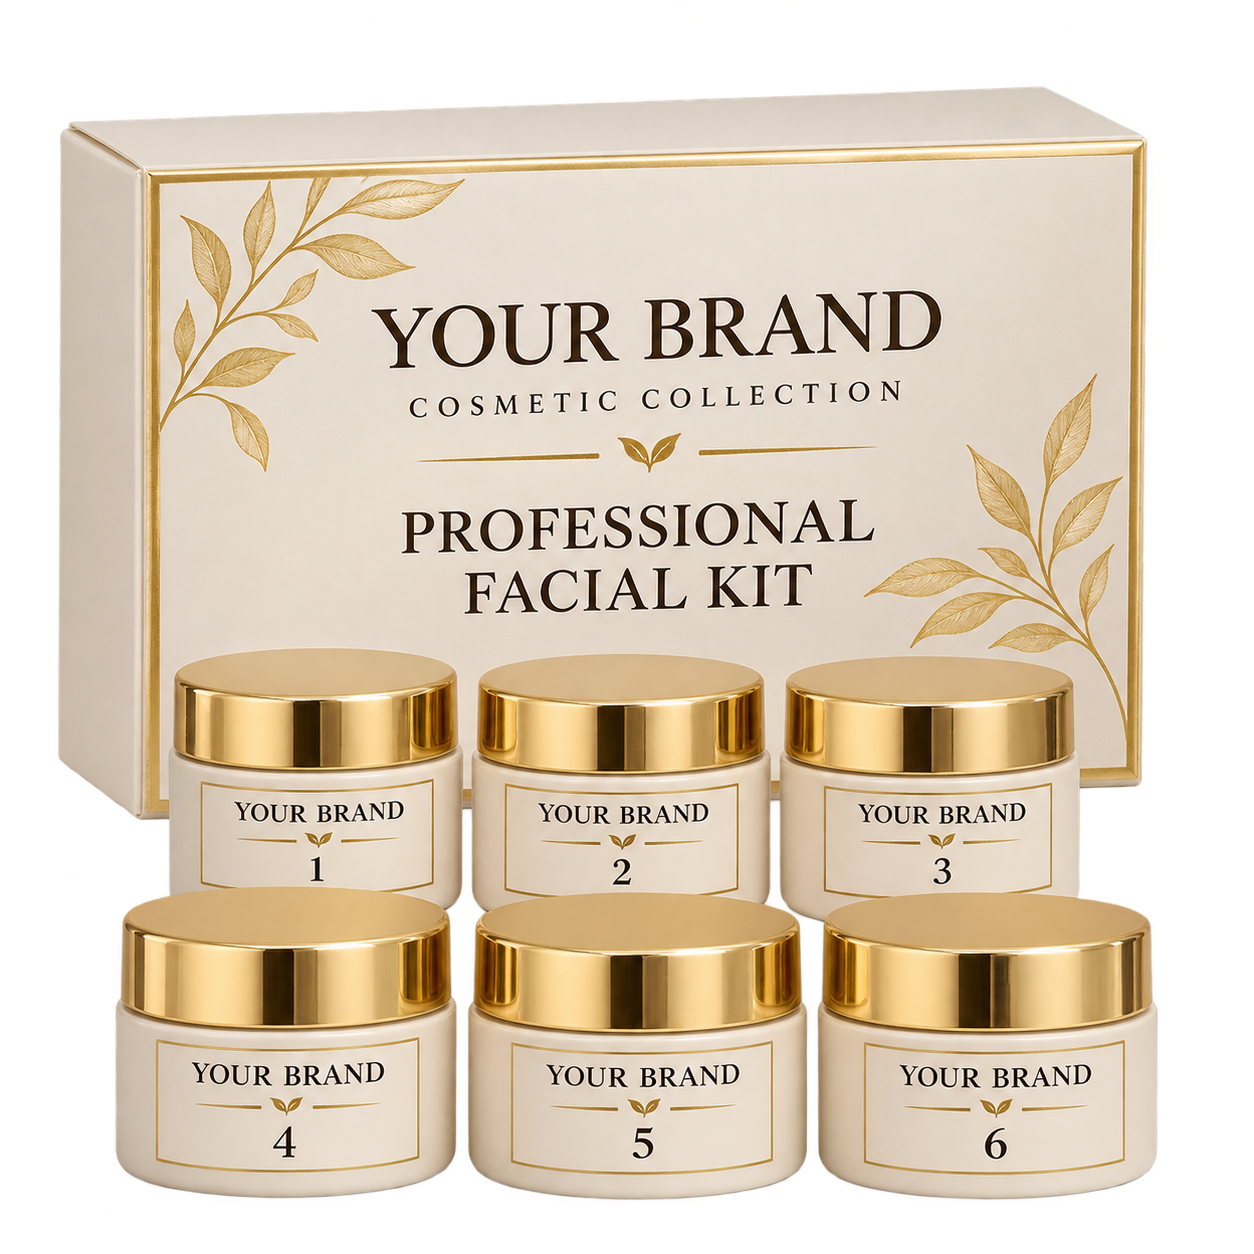 YOUR BRAND
COSMETIC COLLECTION
PROFESSIONAL
FACIAL KIT
YOUR BRAND
1
YOUR BRAND
2
YOUR BRAND
3
YOUR BRAND
4
YOUR BRAND
5
YOUR BRAND
6